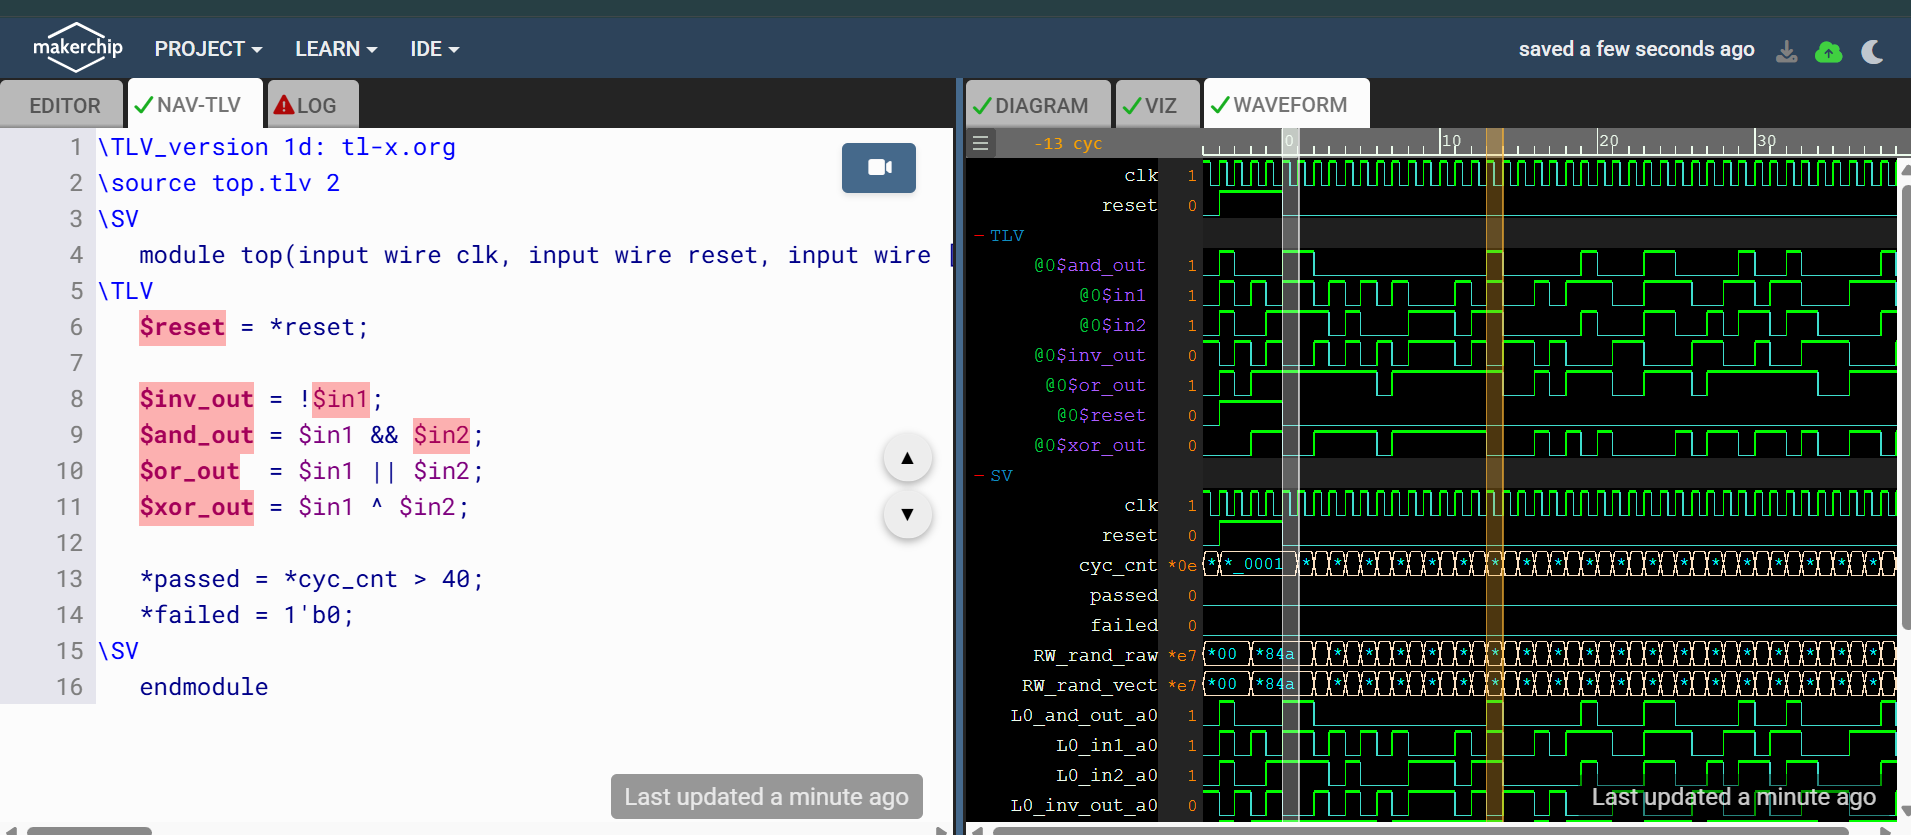 makerchip PROJECT LEARN IDE saved a few seconds ago
EDITOR NAV-TLV LOG
1 \TLV_version 1d: tl-x.org
2 \source top.tlv 2
3 \SV
4 module top(input wire clk, input wire reset, input wire
5 \TLV
6 $reset = *reset;
7
8 $inv_out = !$in1;
9 $and_out = $in1 && $in2;
10 $or_out = $in1 || $in2;
11 $xor_out = $in1 ^ $in2;
12
13 *passed = *cyc_cnt > 40;
14 *failed = 1'b0;
15 \SV
16 endmodule
Last updated a minute ago
DIAGRAM VIZ WAVEFORM
-13 cyc 0 10 20 30
clk 1
reset 0
− TLV
@0$and_out 1
@0$in1 1
@0$in2 1
@0$inv_out 0
@0$or_out 1
@0$reset 0
@0$xor_out 0
− SV
clk 1
reset 0
cyc_cnt *0e * *_0001 * * * * * * * * * * * * * * * * * * *
passed 0
failed 0
RW_rand_raw *e7 *00 *84a * * * * * * * * * * * * * * * * * *
RW_rand_vect *e7 *00 *84a * * * * * * * * * * * * * * * * * *
L0_and_out_a0 1
L0_in1_a0 1
L0_in2_a0 1
L0_inv_out_a0 0
Last updated a minute ago